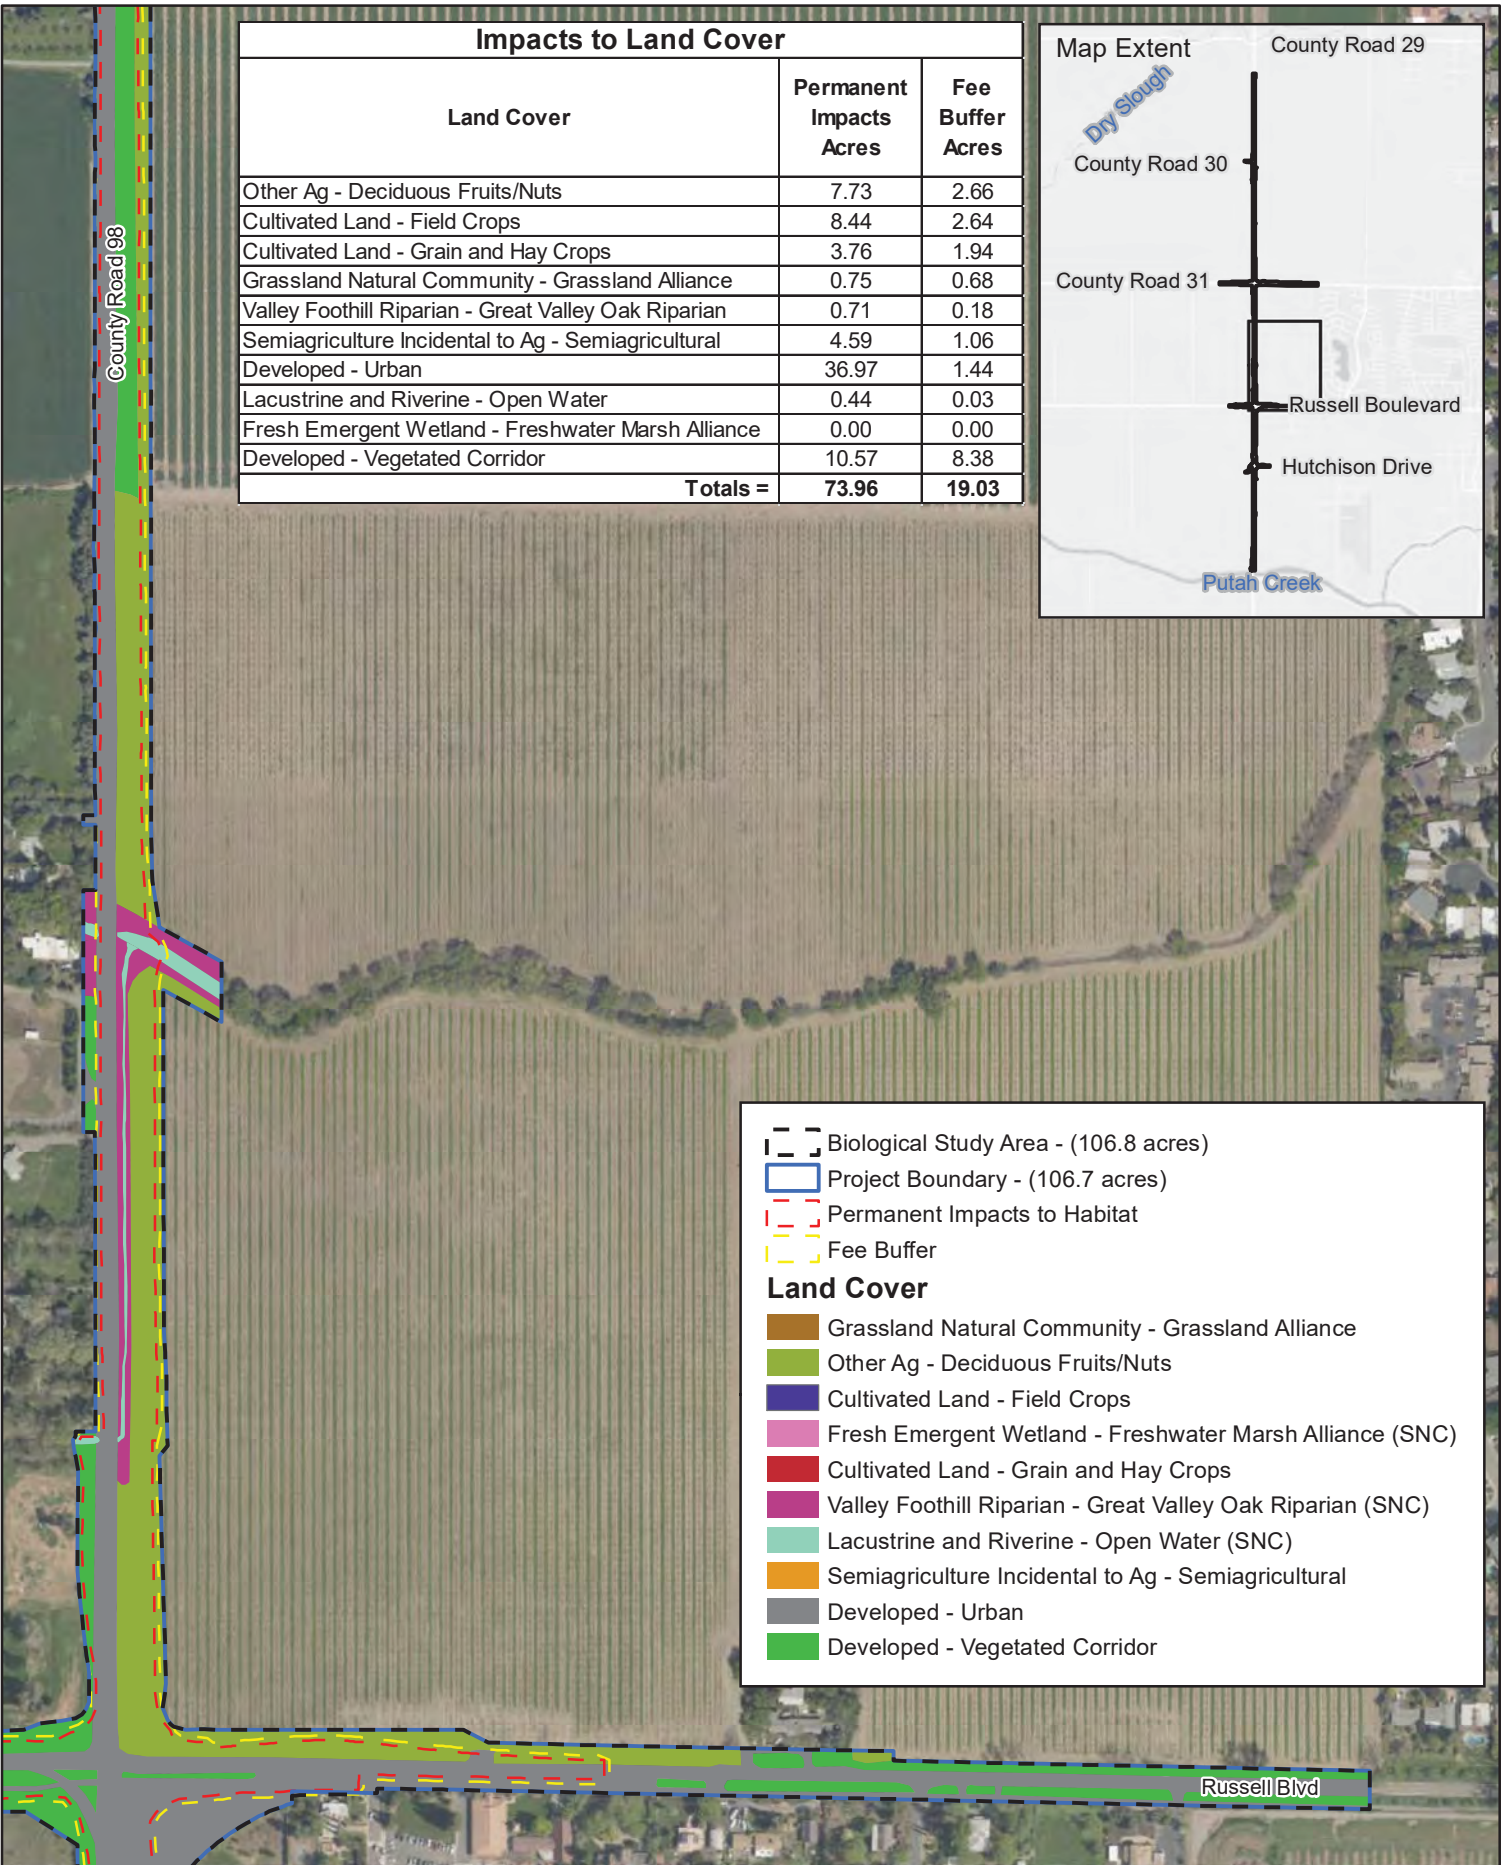 Impacts to Land Cover
Land Cover
Permanent Impacts Acres
Fee Buffer Acres
Other Ag - Deciduous Fruits/Nuts 7.73 2.66
Cultivated Land - Field Crops 8.44 2.64
Cultivated Land - Grain and Hay Crops 3.76 1.94
Grassland Natural Community - Grassland Alliance 0.75 0.68
Valley Foothill Riparian - Great Valley Oak Riparian 0.71 0.18
Semiagriculture Incidental to Ag - Semiagricultural 4.59 1.06
Developed - Urban 36.97 1.44
Lacustrine and Riverine - Open Water 0.44 0.03
Fresh Emergent Wetland - Freshwater Marsh Alliance 0.00 0.00
Developed - Vegetated Corridor 10.57 8.38
Totals = 73.96 19.03
Map Extent
County Road 29
Dry Slough
County Road 30
County Road 31
Russell Boulevard
Hutchison Drive
Putah Creek
County Road 98
Biological Study Area - (106.8 acres)
Project Boundary - (106.7 acres)
Permanent Impacts to Habitat
Fee Buffer
Land Cover
Grassland Natural Community - Grassland Alliance
Other Ag - Deciduous Fruits/Nuts
Cultivated Land - Field Crops
Fresh Emergent Wetland - Freshwater Marsh Alliance (SNC)
Cultivated Land - Grain and Hay Crops
Valley Foothill Riparian - Great Valley Oak Riparian (SNC)
Lacustrine and Riverine - Open Water (SNC)
Semiagriculture Incidental to Ag - Semiagricultural
Developed - Urban
Developed - Vegetated Corridor
Russell Blvd